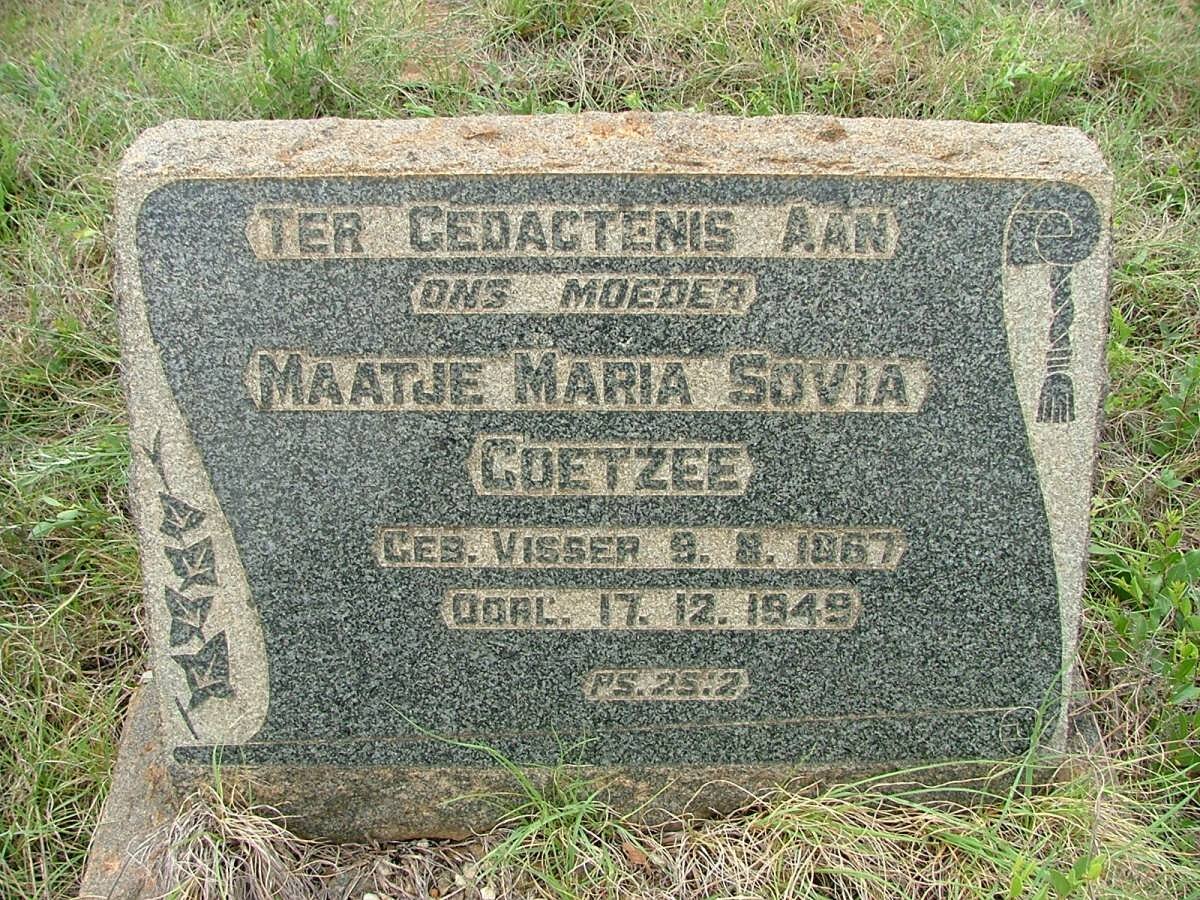 TER GEDACTENIS AAN
ONS MOEDER
MAATJE MARIA SOVIA
COETZEE
GEB. VISSER 9. 8. 1867
OORL. 17. 12. 1949
PS. 25:2